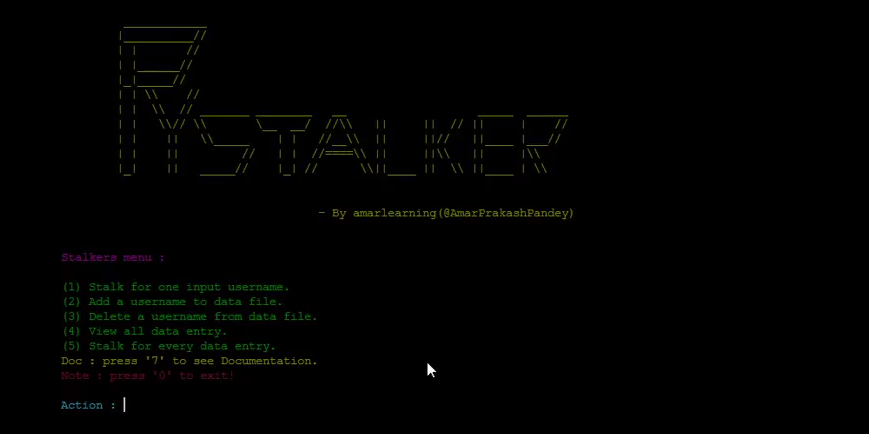 PYSTALKER
- By amarlearning(@AmarPrakashPandey)
Stalkers menu :
(1) Stalk for one input username.
(2) Add a username to data file.
(3) Delete a username from data file.
(4) View all data entry.
(5) Stalk for every data entry.
Doc : press '7' to see Documentation.
Note : press '0' to exit!
Action :